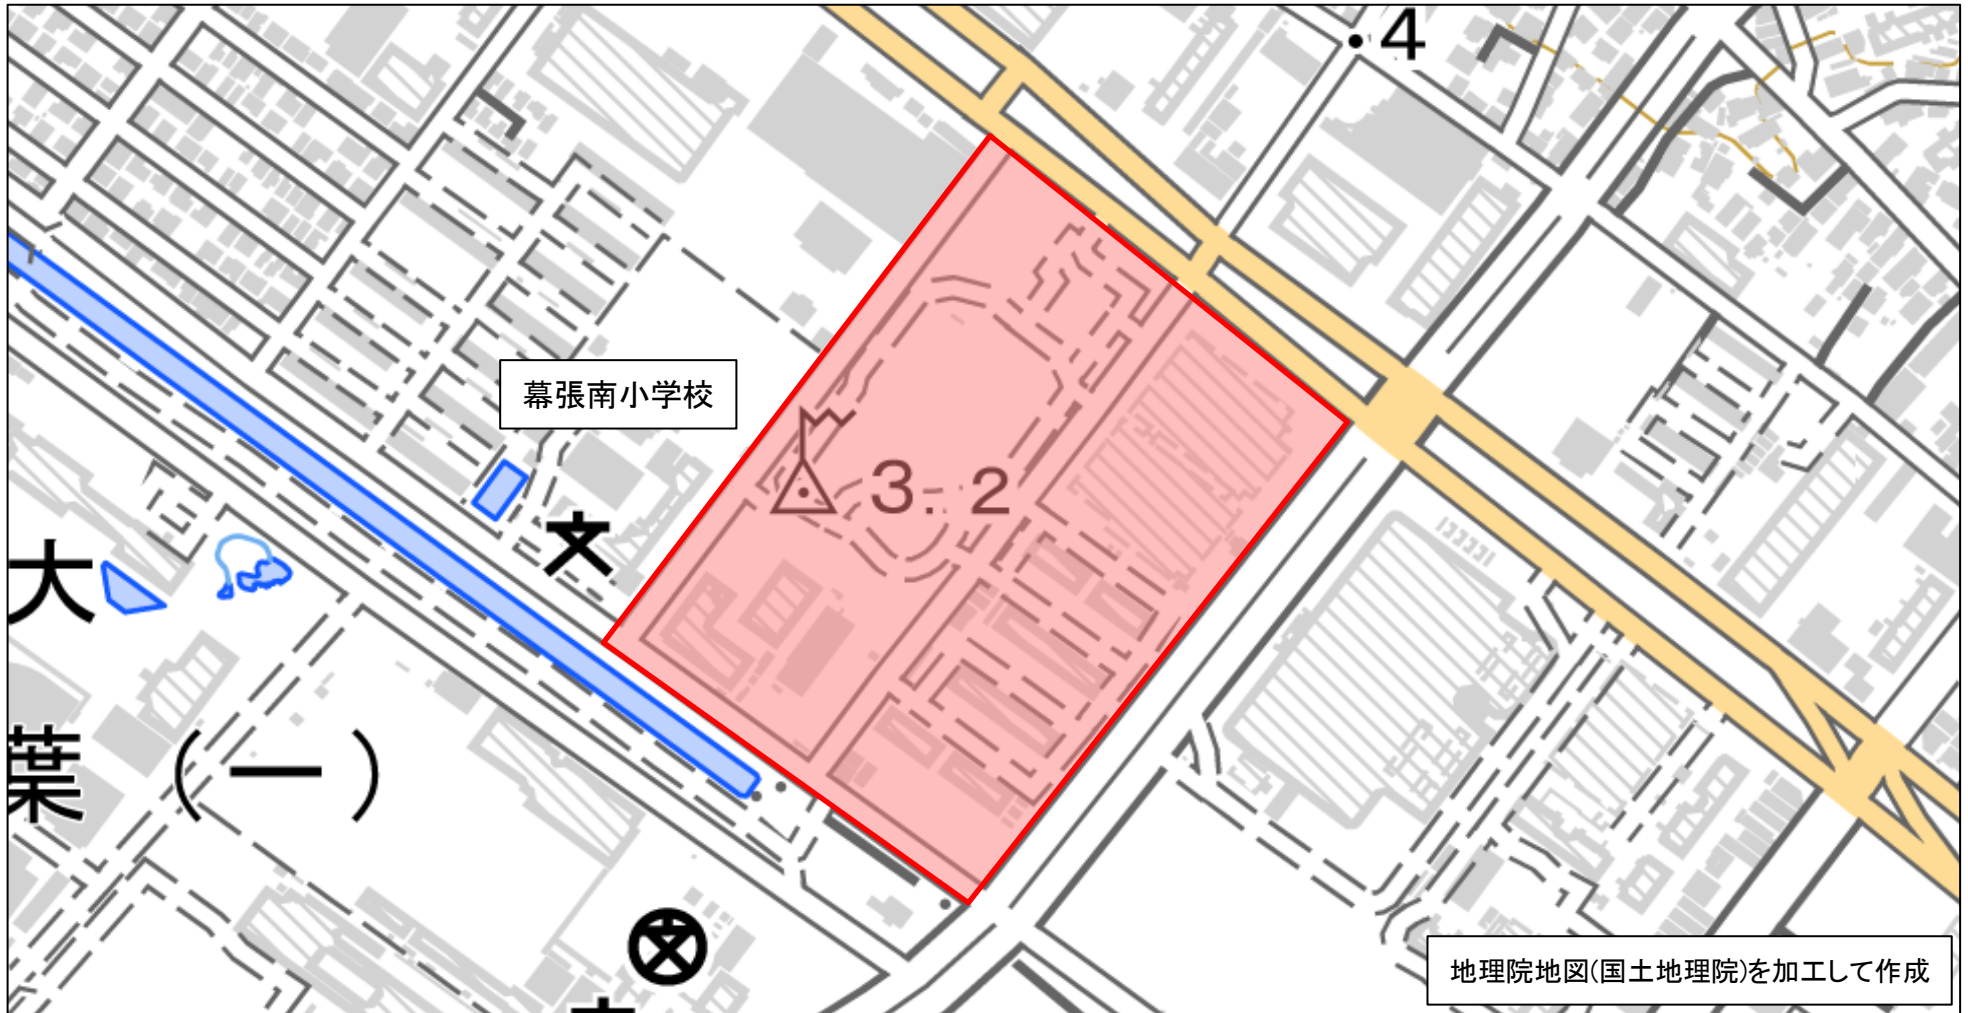 .4
幕張南小学校
3.2
文
大
葉（一）
地理院地図(国土地理院)を加工して作成